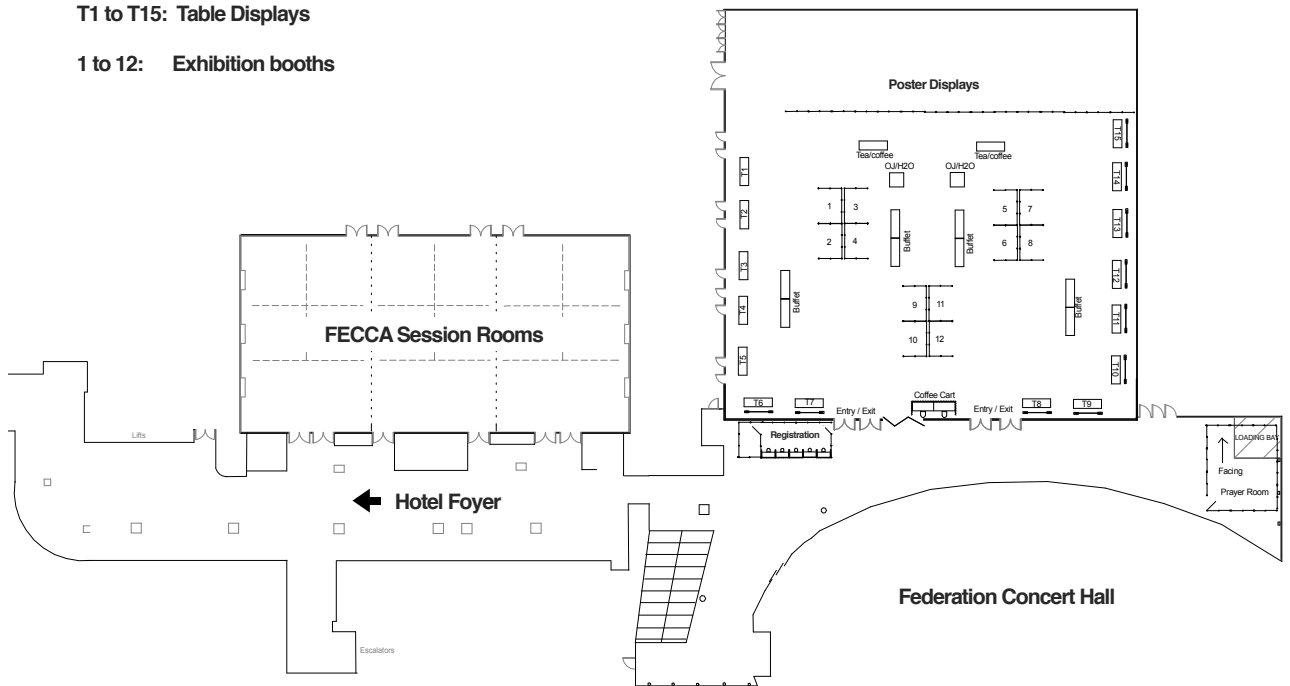 T1 to T15: Table Displays
1 to 12: Exhibition booths
Poster Displays
Tea/coffee
Tea/coffee
OJ/H2O
OJ/H2O
T1
T2
T3
T4
T5
T6
T7
T8
T9
T10
T11
T12
T13
T14
T15
1
3
2
4
5
7
6
8
9
11
10
12
Buffet
Buffet
Buffet
Buffet
Coffee Cart
Entry / Exit
Entry / Exit
Registration
FECCA Session Rooms
Lifts
Hotel Foyer
Escalators
LOADING BAY
Facing
Prayer Room
Federation Concert Hall